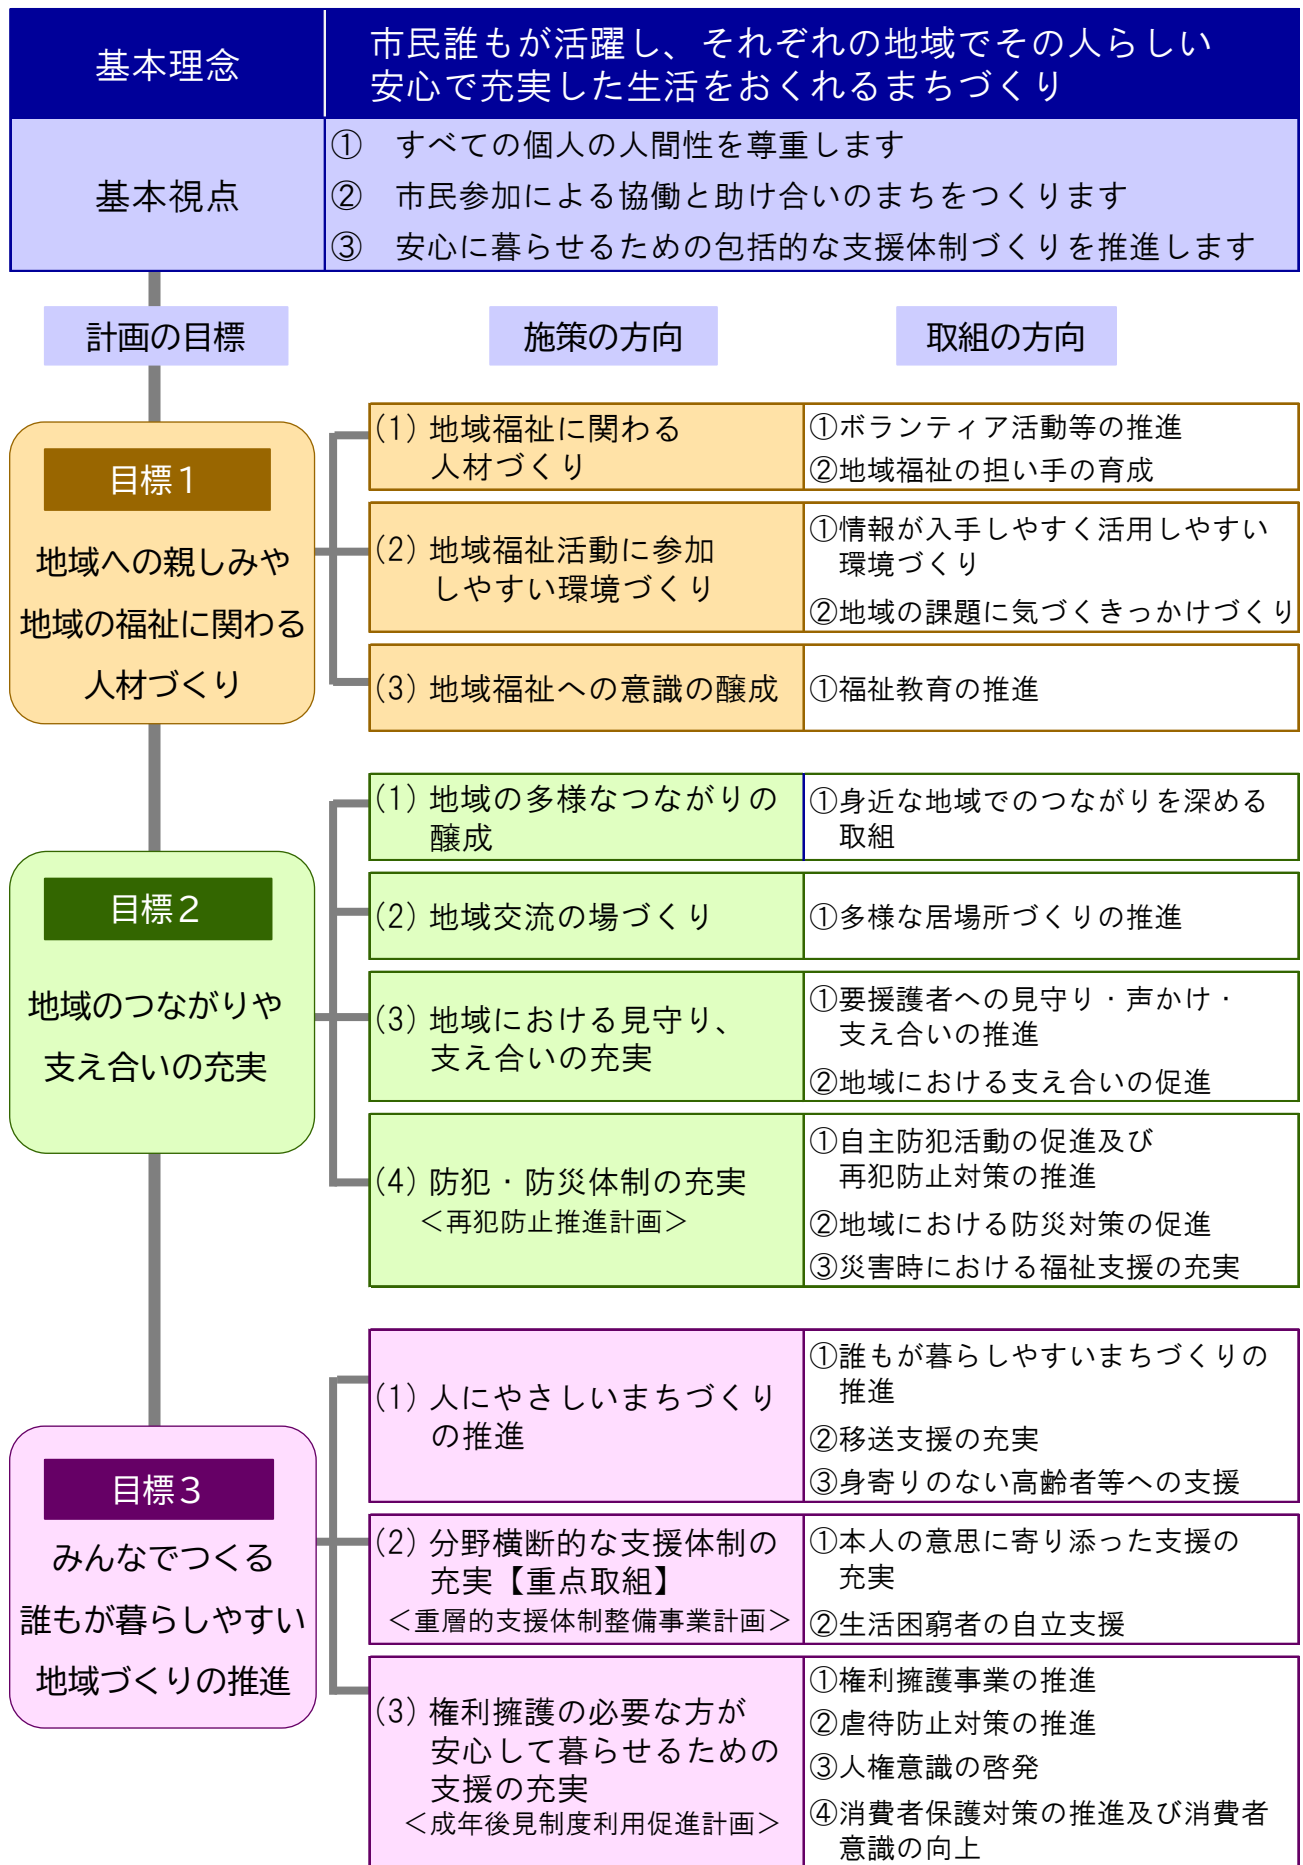 基本理念
市民誰もが活躍し、それぞれの地域でその人らしい
安心で充実した生活をおくれるまちづくり
基本視点
①　すべての個人の人間性を尊重します
②　市民参加による協働と助け合いのまちをつくります
③　安心に暮らせるための包括的な支援体制づくりを推進します
計画の目標
施策の方向
取組の方向
目標１
地域への親しみや
地域の福祉に関わる
人材づくり
(1) 地域福祉に関わる
人材づくり
①ボランティア活動等の推進
②地域福祉の担い手の育成
(2) 地域福祉活動に参加
しやすい環境づくり
①情報が入手しやすく活用しやすい
環境づくり
②地域の課題に気づくきっかけづくり
(3) 地域福祉への意識の醸成
①福祉教育の推進
目標２
地域のつながりや
支え合いの充実
(1) 地域の多様なつながりの
醸成
①身近な地域でのつながりを深める
取組
(2) 地域交流の場づくり
①多様な居場所づくりの推進
(3) 地域における見守り、
支え合いの充実
①要援護者への見守り・声かけ・
支え合いの推進
②地域における支え合いの促進
(4) 防犯・防災体制の充実
＜再犯防止推進計画＞
①自主防犯活動の促進及び
再犯防止対策の推進
②地域における防災対策の促進
③災害時における福祉支援の充実
目標３
みんなでつくる
誰もが暮らしやすい
地域づくりの推進
(1) 人にやさしいまちづくり
の推進
①誰もが暮らしやすいまちづくりの
推進
②移送支援の充実
③身寄りのない高齢者等への支援
(2) 分野横断的な支援体制の
充実【重点取組】
＜重層的支援体制整備事業計画＞
①本人の意思に寄り添った支援の
充実
②生活困窮者の自立支援
(3) 権利擁護の必要な方が
安心して暮らせるための
支援の充実
＜成年後見制度利用促進計画＞
①権利擁護事業の推進
②虐待防止対策の推進
③人権意識の啓発
④消費者保護対策の推進及び消費者
意識の向上